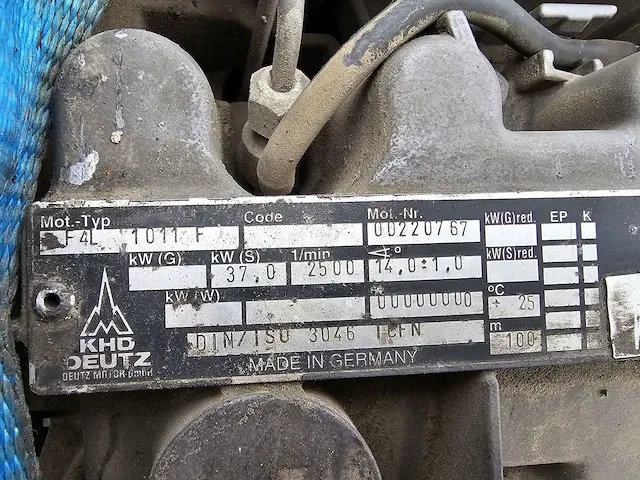 Mot.-Typ Code Mot.-Nr. kW(G)red. EP K
F4L 1011 F 00220767
kW (G) kW (S) 1/min ∢° kW(S)red.
37,0 2500 14,0±1,0
kW (W) 00000000 °C + 25
KHD DIN/ISO 3046 ICFN m 100
DEUTZ MADE IN GERMANY
DEUTZ MOTOR GmbH